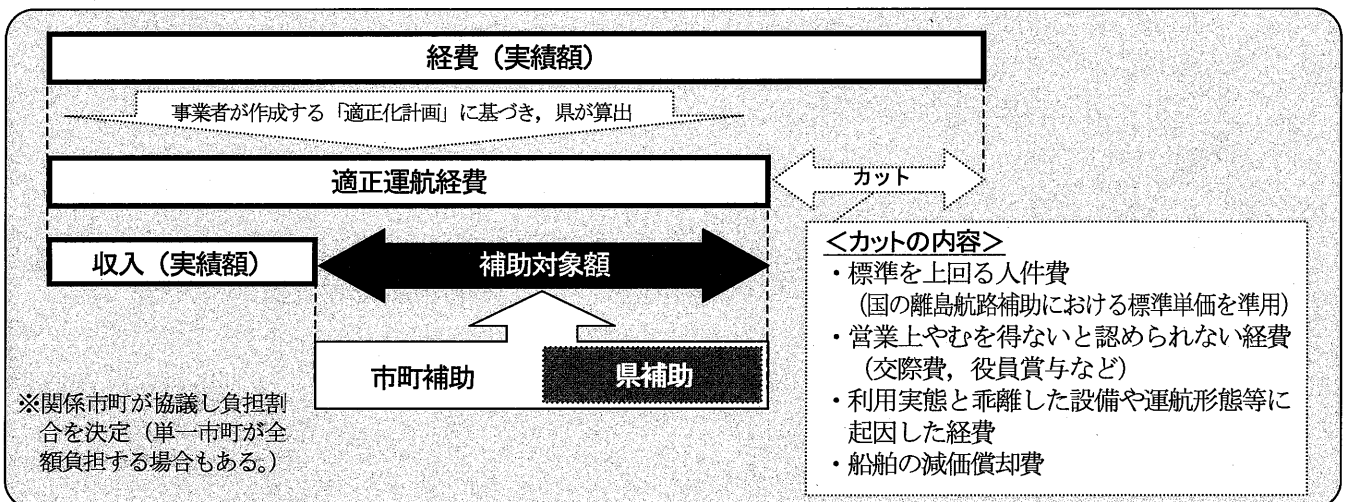 経費（実績額）
事業者が作成する「適正化計画」に基づき，県が算出
適正運航経費
カット
収入（実績額）
補助対象額
市町補助
県補助
※関係市町が協議し負担割
合を決定（単一市町が全
額負担する場合もある。）
＜カットの内容＞
・標準を上回る人件費
（国の離島航路補助における標準単価を準用）
・営業上やむを得ないと認められない経費
（交際費，役員賞与など）
・利用実態と乖離した設備や運航形態等に
起因した経費
・船舶の減価償却費